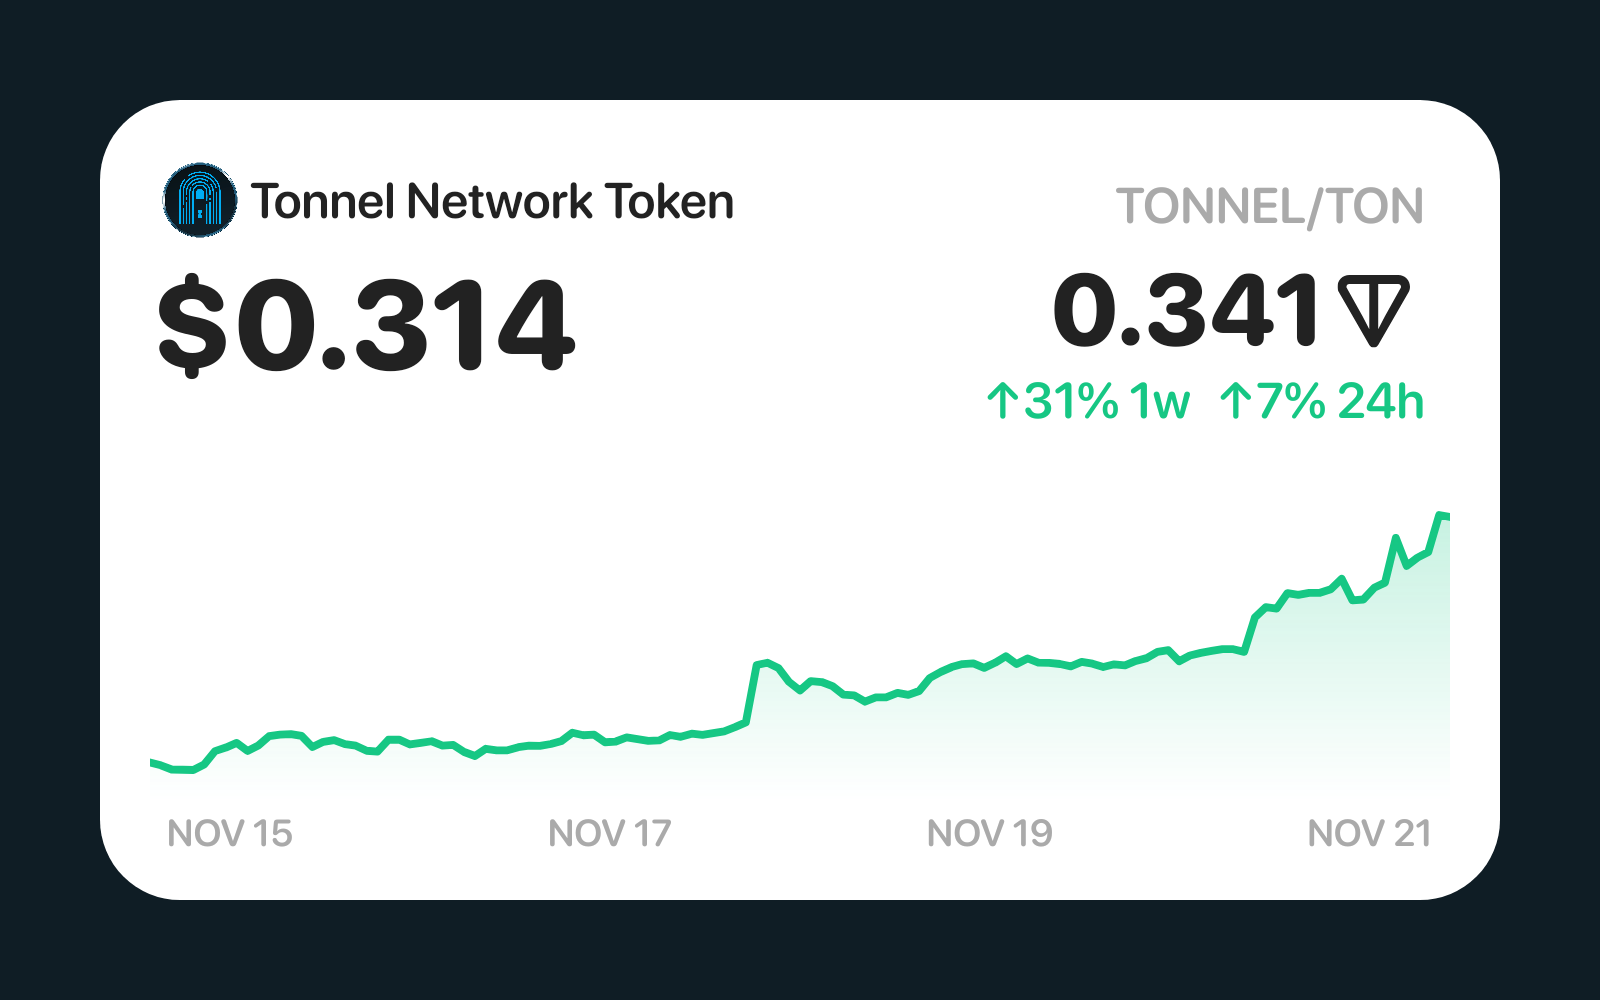 Tonnel Network Token
TONNEL/TON
$0.314
0.341
↑31% 1w ↑7% 24h
NOV 15
NOV 17
NOV 19
NOV 21